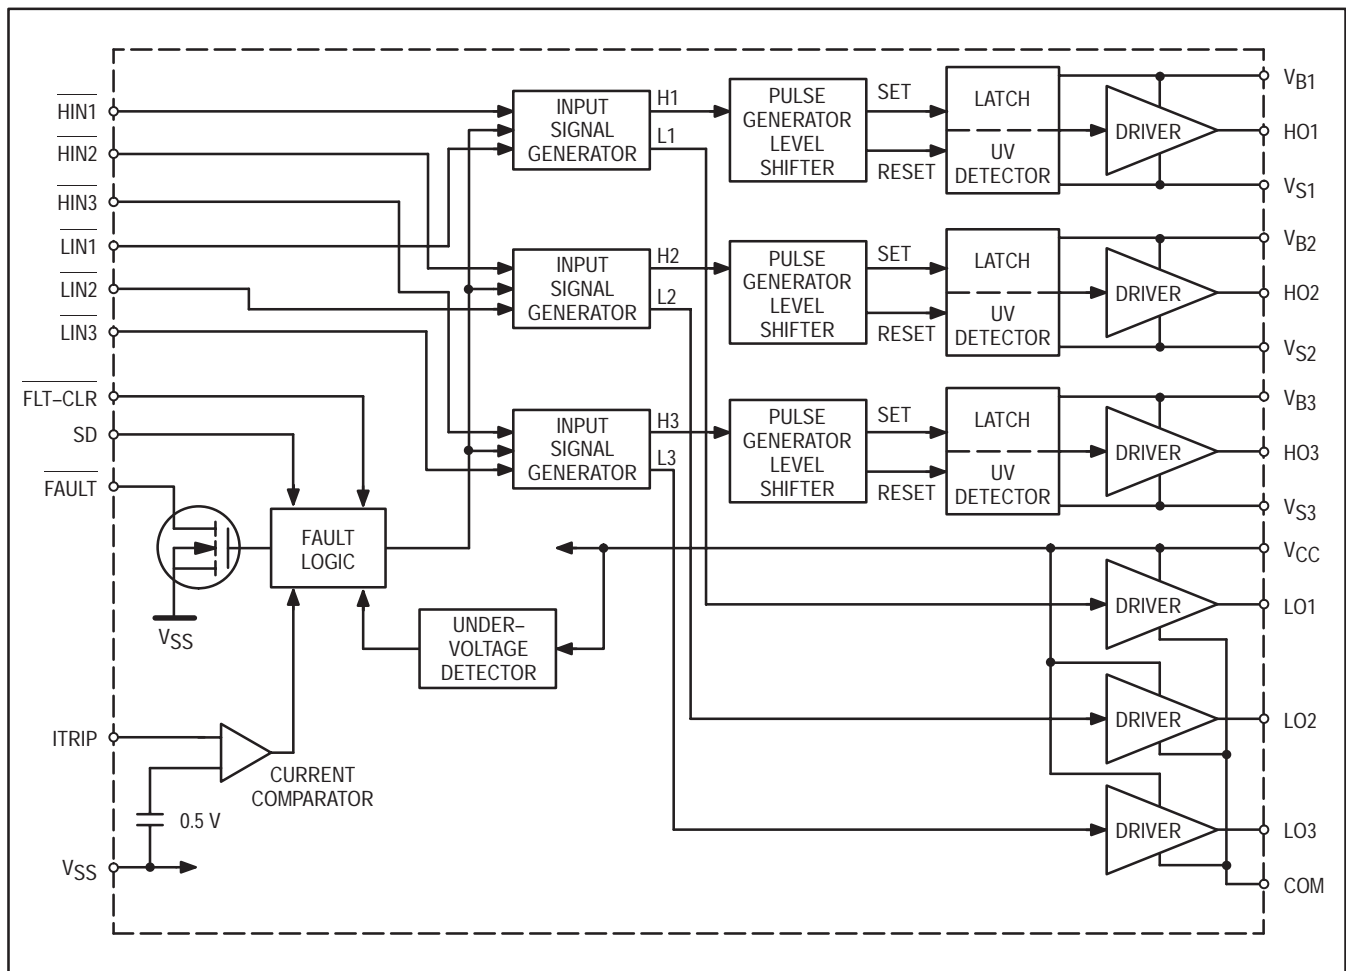 HIN1
HIN2
HIN3
LIN1
LIN2
LIN3
FLT–CLR
SD
FAULT
VSS
ITRIP
0.5 V
VSS
CURRENT
COMPARATOR
FAULT
LOGIC
UNDER–
VOLTAGE
DETECTOR
INPUT
SIGNAL
GENERATOR
H1
L1
PULSE
GENERATOR
LEVEL
SHIFTER
SET
RESET
LATCH
UV
DETECTOR
DRIVER
VB1
HO1
VS1
INPUT
SIGNAL
GENERATOR
H2
L2
PULSE
GENERATOR
LEVEL
SHIFTER
SET
RESET
LATCH
UV
DETECTOR
DRIVER
VB2
HO2
VS2
INPUT
SIGNAL
GENERATOR
H3
L3
PULSE
GENERATOR
LEVEL
SHIFTER
SET
RESET
LATCH
UV
DETECTOR
DRIVER
VB3
HO3
VS3
VCC
DRIVER
LO1
DRIVER
LO2
DRIVER
LO3
COM